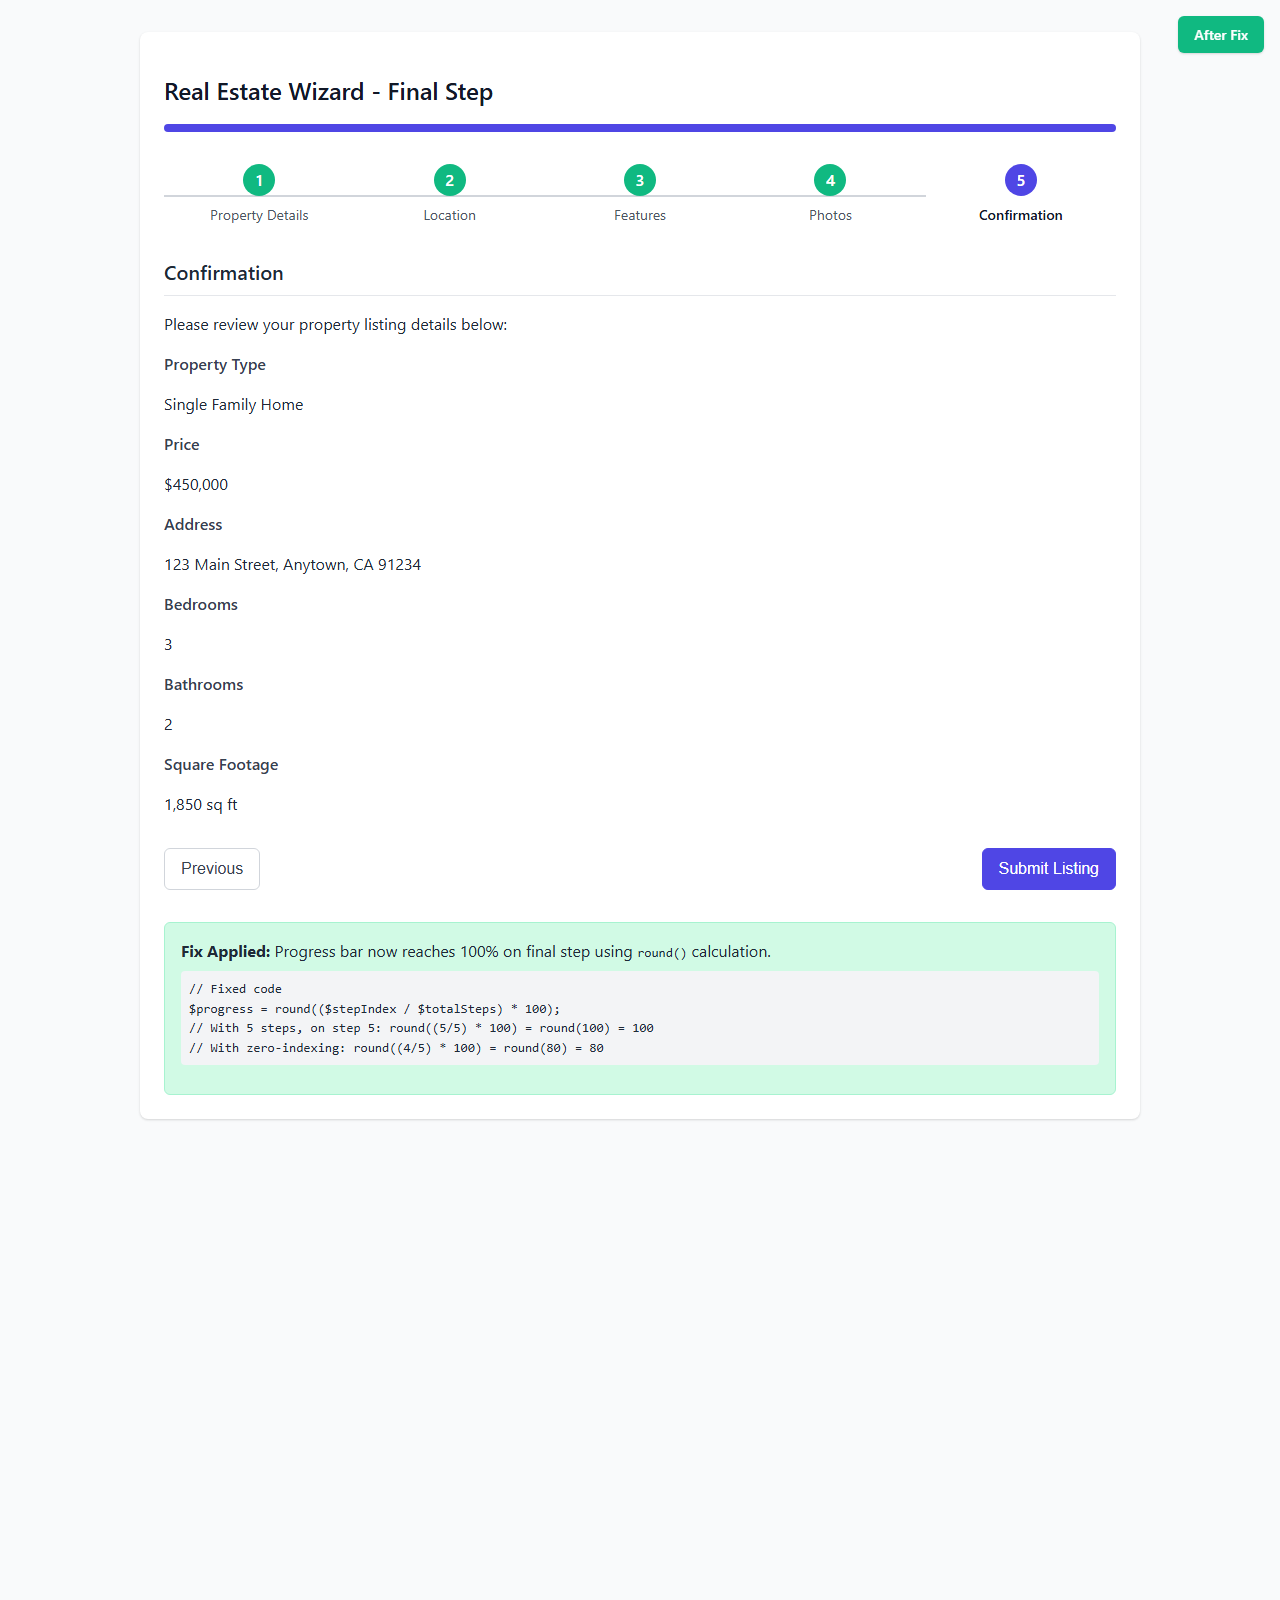 After Fix
Real Estate Wizard - Final Step
1
2
3
4
5
Property Details
Location
Features
Photos
Confirmation
Confirmation
Please review your property listing details below:
Property Type
Single Family Home
Price
$450,000
Address
123 Main Street, Anytown, CA 91234
Bedrooms
3
Bathrooms
2
Square Footage
1,850 sq ft
Previous
Submit Listing
Fix Applied: Progress bar now reaches 100% on final step using round() calculation.
// Fixed code
$progress = round(($stepIndex / $totalSteps) * 100);
// With 5 steps, on step 5: round((5/5) * 100) = round(100) = 100
// With zero-indexing: round((4/5) * 100) = round(80) = 80